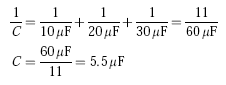 1/C = 1/10 μF + 1/20 μF + 1/30 μF = 11/60 μF
C = 60 μF/11 = 5.5 μF